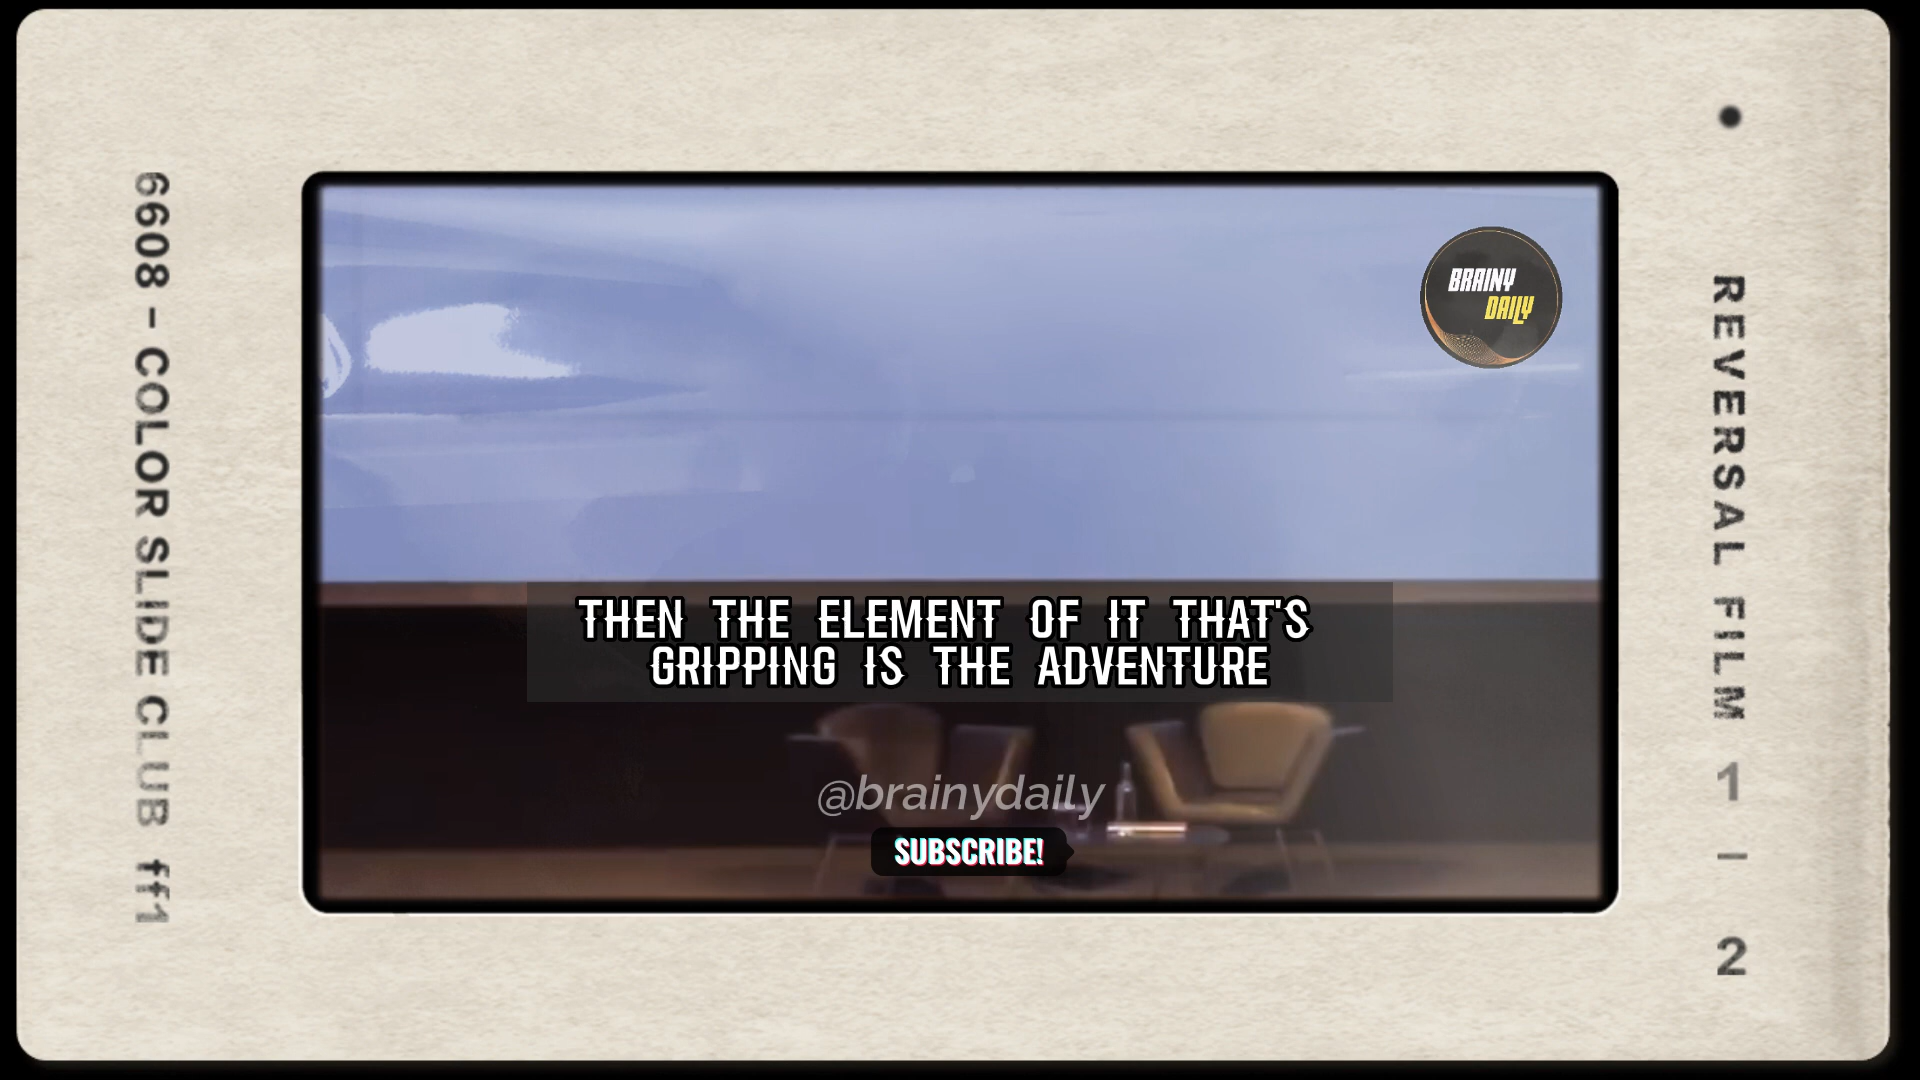 6608 - COLOR SLIDE CLUB ff1
BRAINY
DAILY
THEN THE ELEMENT OF IT THAT'S
GRIPPING IS THE ADVENTURE
@brainydaily
SUBSCRIBE!
REVERSAL FILM 1 - 2